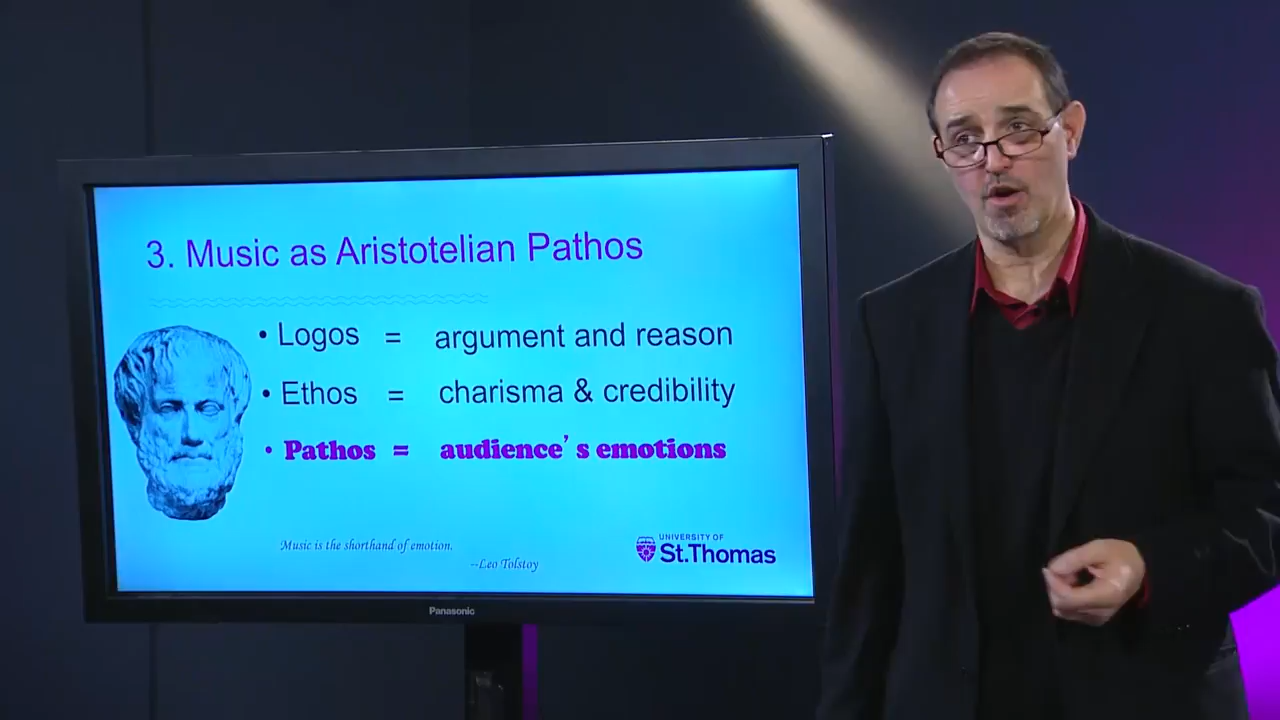 3. Music as Aristotelian Pathos
• Logos = argument and reason
• Ethos = charisma & credibility
• Pathos = audience's emotions
Music is the shorthand of emotion.
--Leo Tolstoy
UNIVERSITY OF
St.Thomas
Panasonic